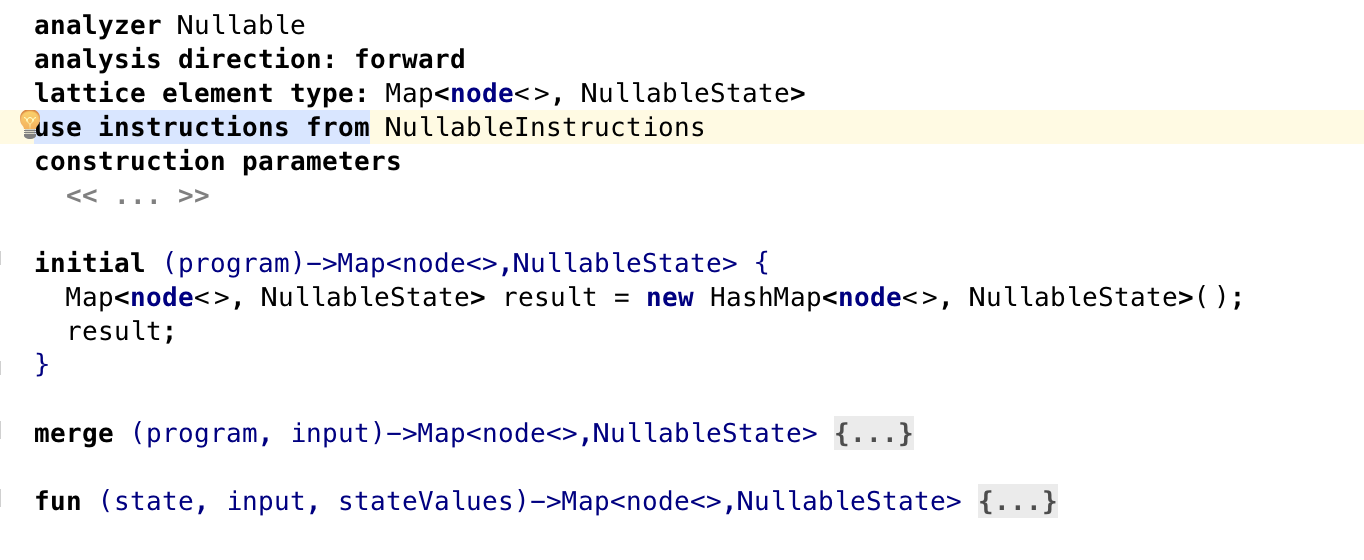 analyzer Nullable
analysis direction: forward
lattice element type: Map<node<>, NullableState>
use instructions from NullableInstructions
construction parameters
<< ... >>
initial (program)->Map<node<>,NullableState> {
Map<node<>, NullableState> result = new HashMap<node<>, NullableState>();
result;
}
merge (program, input)->Map<node<>,NullableState> {...}
fun (state, input, stateValues)->Map<node<>,NullableState> {...}